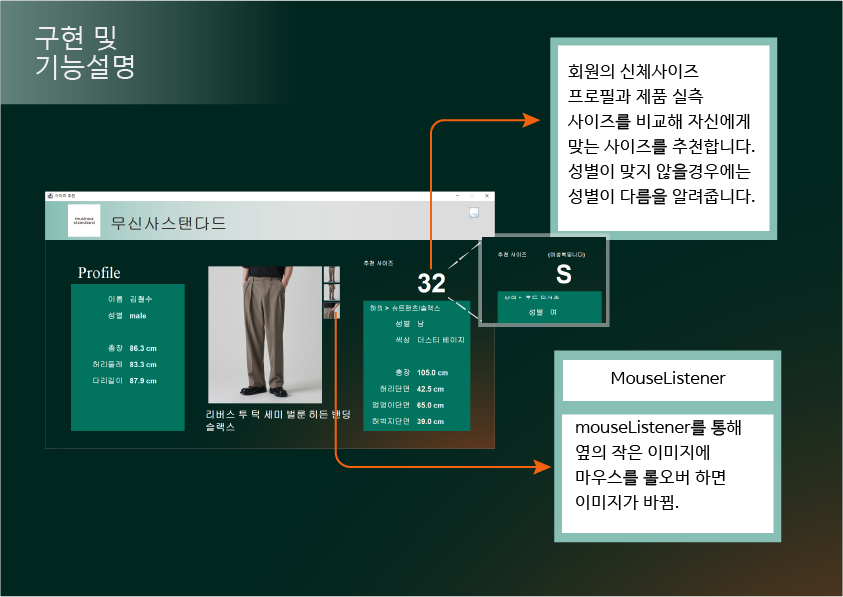 구현 및
기능설명
회원의 신체사이즈
프로필과 제품 실측
사이즈를 비교해 자신에게
맞는 사이즈를 추천합니다.
성별이 맞지 않을경우에는
성별이 다름을 알려줍니다.
사이즈 추천
musinsa
standard
무신사스탠다드
Profile
이름 김철수
성별 male
총장 86.3 cm
허리둘레 83.3 cm
다리길이 87.9 cm
리버스 투 턱 세미 벌룬 히든 밴딩
슬랙스
추천 사이즈
32
하의 > 슈트팬츠/슬랙스
성별 남
색상 더스티 베이지
총장 105.0 cm
허리단면 42.5 cm
엉덩이단면 65.0 cm
허벅지단면 39.0 cm
추천 사이즈 (여성복입니다)
S
성별 여
MouseListener
mouseListener를 통해
옆의 작은 이미지에
마우스를 롤오버 하면
이미지가 바뀜.